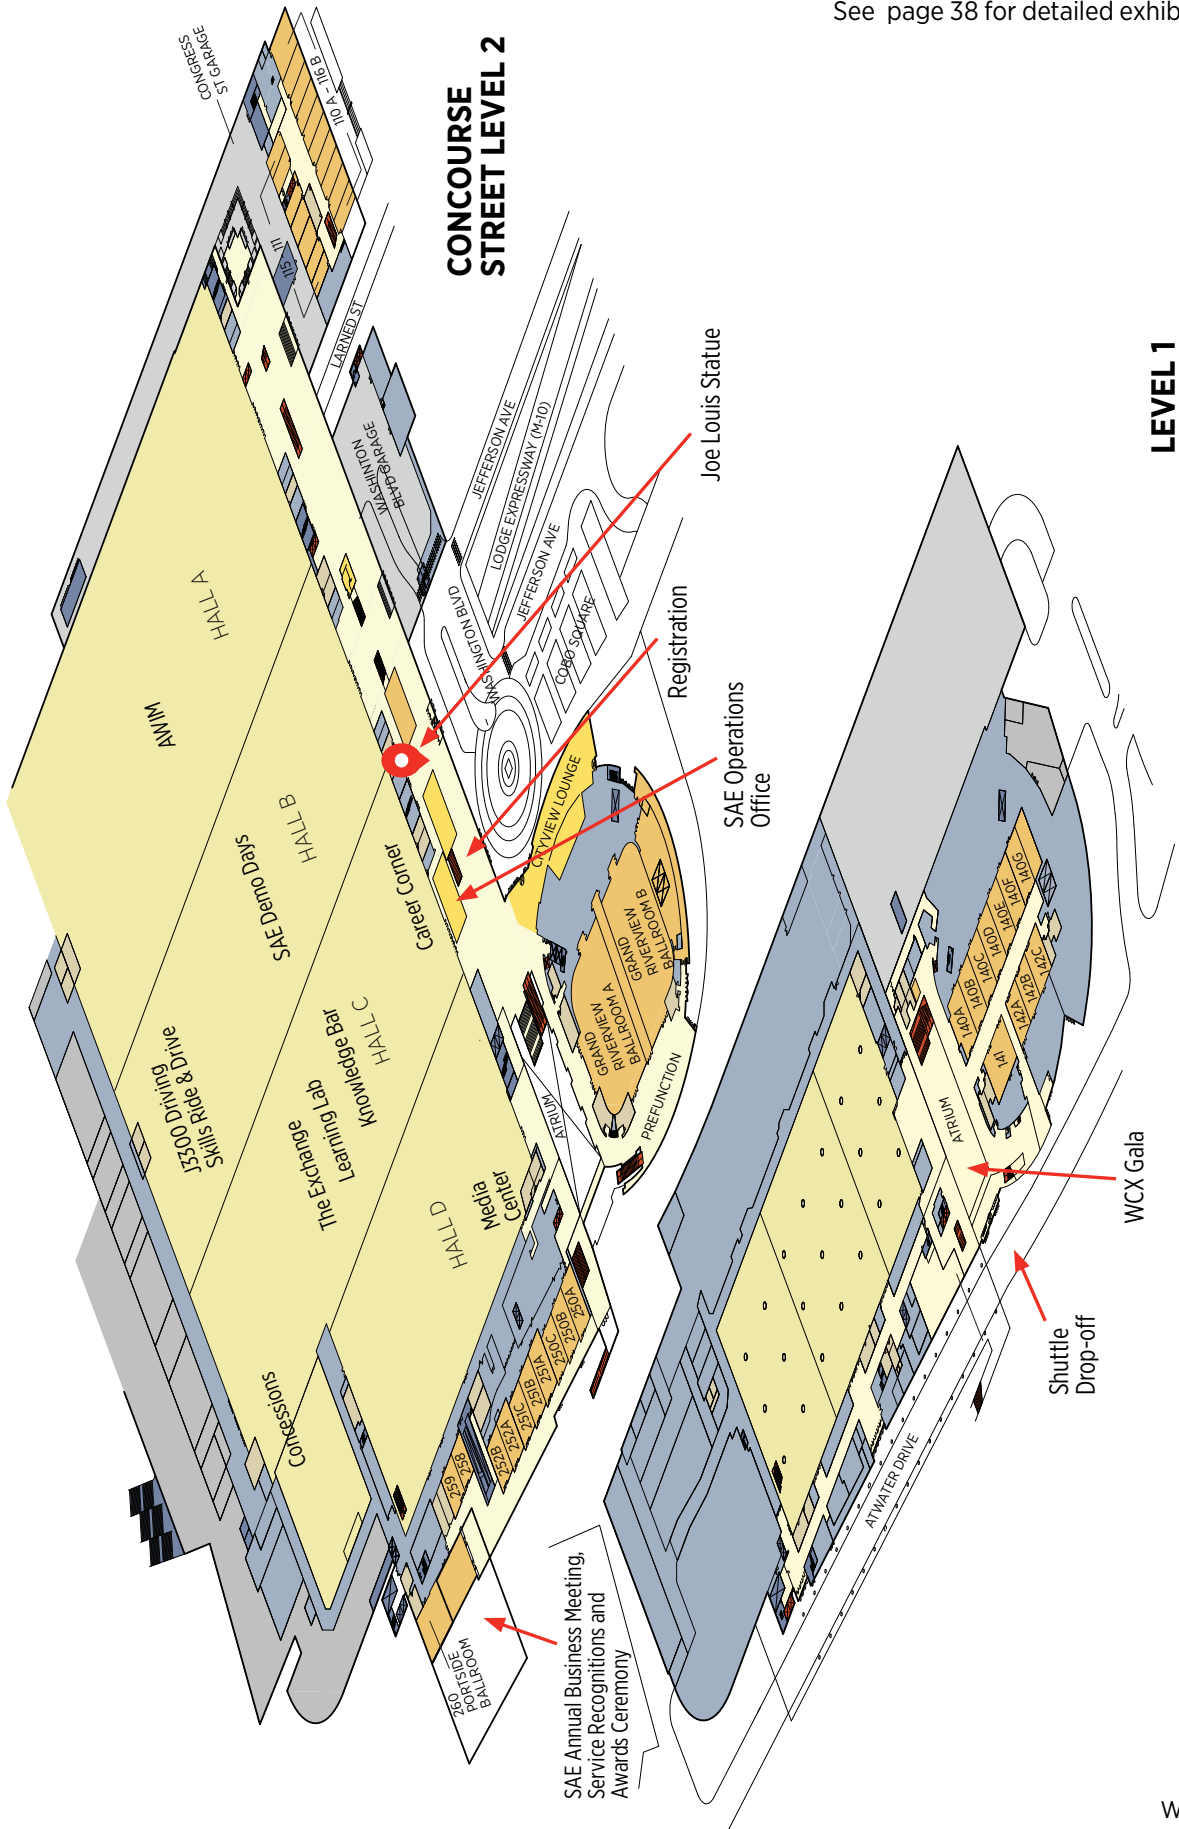 See page 38 for detailed exhib
CONCOURSE
STREET LEVEL 2
CONGRESS
ST GARAGE
110 A - 116 B
115
111
LARNED ST
WASHINTON
BLVD GARAGE
JEFFERSON AVE
LODGE EXPRESSWAY (M-10)
JEFFERSON AVE
WASHINGTON BLVD
COBO SQUARE
HALL A
AWIM
HALL B
SAE Demo Days
HALL C
J3300 Driving
Skills Ride & Drive
The Exchange
Learning Lab
Knowledge Bar
Career Corner
HALL D
Media
Center
Concessions
Joe Louis Statue
Registration
SAE Operations
Office
CITYVIEW LOUNGE
GRAND
RIVERVIEW
BALLROOM A
GRAND
RIVERVIEW
BALLROOM B
PREFUNCTION
ATRIUM
250A
250B
250C
251A
251B
251C
252A
252B
258
259
260
PORTSIDE
BALLROOM
SAE Annual Business Meeting,
Service Recognitions and
Awards Ceremony
LEVEL 1
140A
140B
140C
140D
140E
140F
140G
141
142A
142B
142C
ATRIUM
WCX Gala
Shuttle
Drop-off
ATWATER DRIVE
W